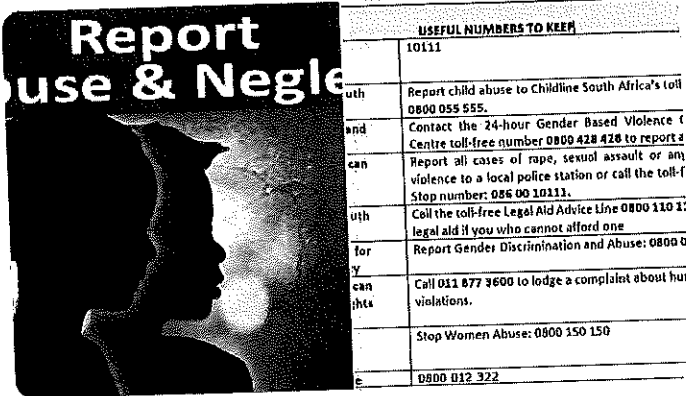 Report
use & Negle
USEFUL NUMBERS TO KEEP
10111
uth
Report child abuse to Childline South Africa's toll
0800 055 555.
and
Contact the 24-hour Gender Based Violence
Centre toll-free number 0800 428 428 to report a
can
Report all cases of rape, sexual assault or any
violence to a local police station or call the toll-f
Stop number: 086 00 10111.
uth
Call the toll-free Legal Aid Advice Line 0800 110 1
legal aid if you who cannot afford one
for
y
Report Gender Discrimination and Abuse: 0800 0
can
ghts
Call 011 877 3600 to lodge a complaint about hu
violations.
Stop Women Abuse: 0800 150 150
e
0800 012 322